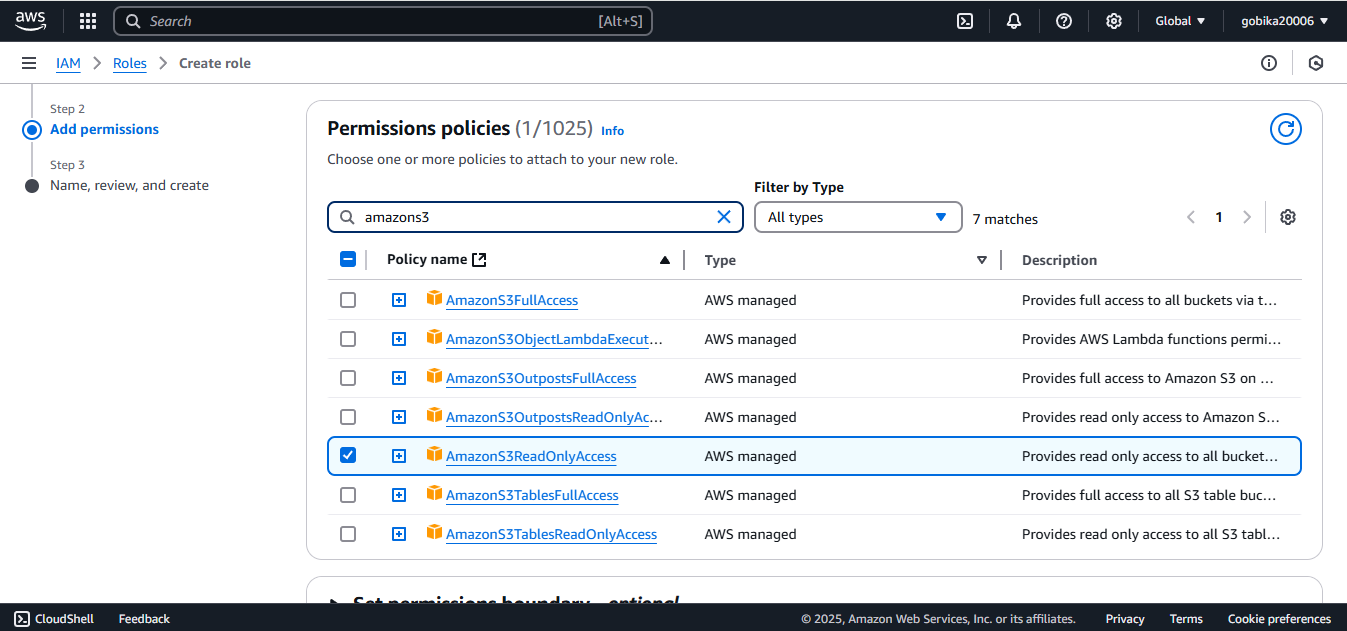 aws
Search [Alt+S] Global gobika20006
IAM Roles Create role
Step 2
Add permissions
Step 3
Name, review, and create
Permissions policies (1/1025) Info
Choose one or more policies to attach to your new role.
Filter by Type
amazons3 All types 7 matches 1
Policy name Type Description
AmazonS3FullAccess AWS managed Provides full access to all buckets via t...
AmazonS3ObjectLambdaExecut... AWS managed Provides AWS Lambda functions permi...
AmazonS3OutpostsFullAccess AWS managed Provides full access to Amazon S3 on ...
AmazonS3OutpostsReadOnlyAc... AWS managed Provides read only access to Amazon S...
AmazonS3ReadOnlyAccess AWS managed Provides read only access to all bucket...
AmazonS3TablesFullAccess AWS managed Provides full access to all S3 table buc...
AmazonS3TablesReadOnlyAccess AWS managed Provides read only access to all S3 tabl...
Set permissions boundary - optional
CloudShell Feedback © 2025, Amazon Web Services, Inc. or its affiliates. Privacy Terms Cookie preferences